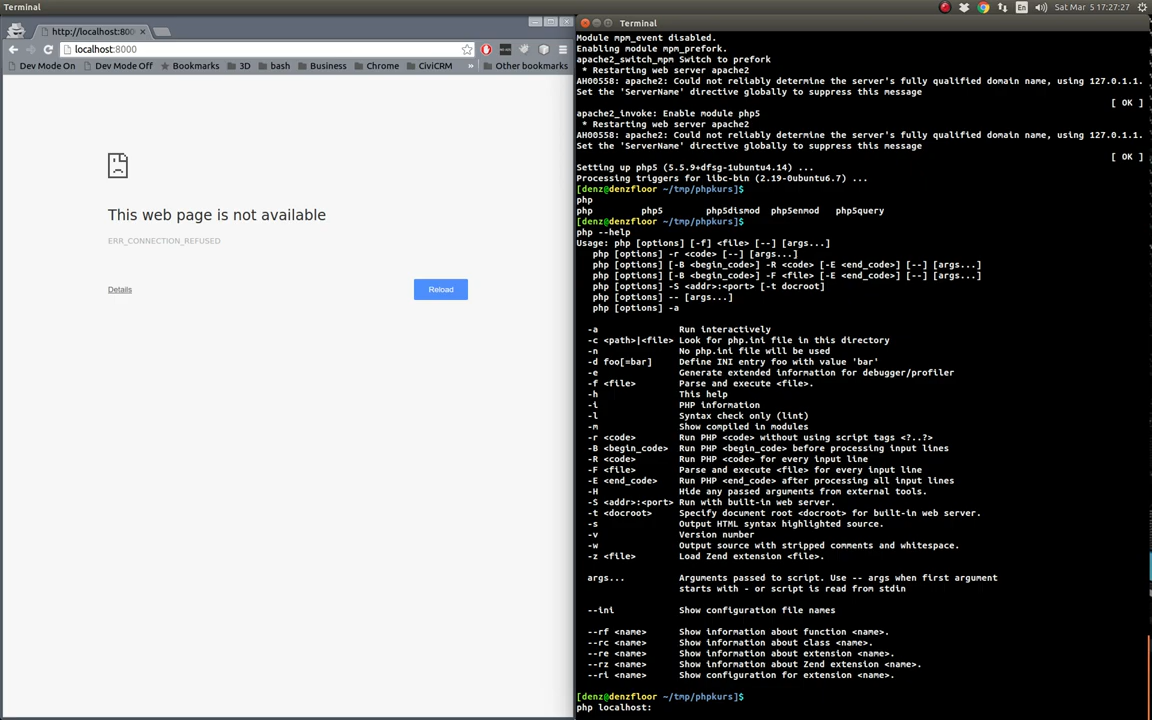 Terminal
En
Sat Mar 5 17:27:27
http://localhost:800
localhost:8000
Dev Mode On
Dev Mode Off
Bookmarks
3D
bash
Business
Chrome
CiviCRM
»
Other bookmarks
This web page is not available
ERR_CONNECTION_REFUSED
Details
Reload
Terminal
Module mpm_event disabled.
Enabling module mpm_prefork.
apache2_switch_mpm Switch to prefork
* Restarting web server apache2
AH00558: apache2: Could not reliably determine the server's fully qualified domain name, using 127.0.1.1.
Set the 'ServerName' directive globally to suppress this message
[ OK ]
apache2_invoke: Enable module php5
* Restarting web server apache2
AH00558: apache2: Could not reliably determine the server's fully qualified domain name, using 127.0.1.1.
Set the 'ServerName' directive globally to suppress this message
[ OK ]
Setting up php5 (5.5.9+dfsg-1ubuntu4.14) ...
Processing triggers for libc-bin (2.19-0ubuntu6.7) ...
[denz@denzfloor ~/tmp/phpkurs]$
php
php php5 php5dismod php5enmod php5query
[denz@denzfloor ~/tmp/phpkurs]$
php --help
Usage: php [options] [-f] <file> [--] [args...]
php [options] -r <code> [--] [args...]
php [options] [-B <begin_code>] -R <code> [-E <end_code>] [--] [args...]
php [options] [-B <begin_code>] -F <file> [-E <end_code>] [--] [args...]
php [options] -S <addr>:<port> [-t docroot]
php [options] -- [args...]
php [options] -a
-a Run interactively
-c <path>|<file> Look for php.ini file in this directory
-n No php.ini file will be used
-d foo[=bar] Define INI entry foo with value 'bar'
-e Generate extended information for debugger/profiler
-f <file> Parse and execute <file>.
-h This help
-i PHP information
-l Syntax check only (lint)
-m Show compiled in modules
-r <code> Run PHP <code> without using script tags <?..?>
-B <begin_code> Run PHP <begin_code> before processing input lines
-R <code> Run PHP <code> for every input line
-F <file> Parse and execute <file> for every input line
-E <end_code> Run PHP <end_code> after processing all input lines
-H Hide any passed arguments from external tools.
-S <addr>:<port> Run with built-in web server.
-t <docroot> Specify document root <docroot> for built-in web server.
-s Output HTML syntax highlighted source.
-v Version number
-w Output source with stripped comments and whitespace.
-z <file> Load Zend extension <file>.
args... Arguments passed to script. Use -- args when first argument
starts with - or script is read from stdin
--ini Show configuration file names
--rf <name> Show information about function <name>.
--rc <name> Show information about class <name>.
--re <name> Show information about extension <name>.
--rz <name> Show information about Zend extension <name>.
--ri <name> Show configuration for extension <name>.
[denz@denzfloor ~/tmp/phpkurs]$
php localhost: